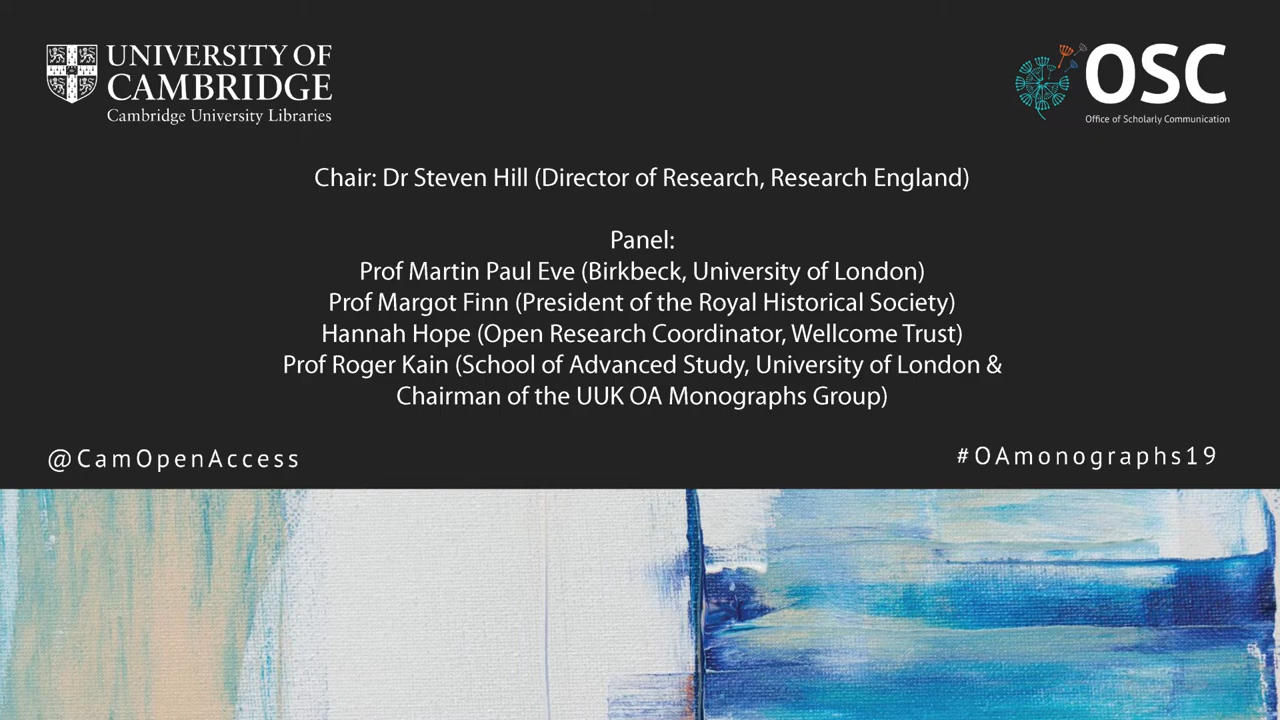 UNIVERSITY OF
CAMBRIDGE
Cambridge University Libraries
OSC
Office of Scholarly Communication
Chair: Dr Steven Hill (Director of Research, Research England)
Panel:
Prof Martin Paul Eve (Birkbeck, University of London)
Prof Margot Finn (President of the Royal Historical Society)
Hannah Hope (Open Research Coordinator, Wellcome Trust)
Prof Roger Kain (School of Advanced Study, University of London &
Chairman of the UUK OA Monographs Group)
@CamOpenAccess
#OAmonographs19